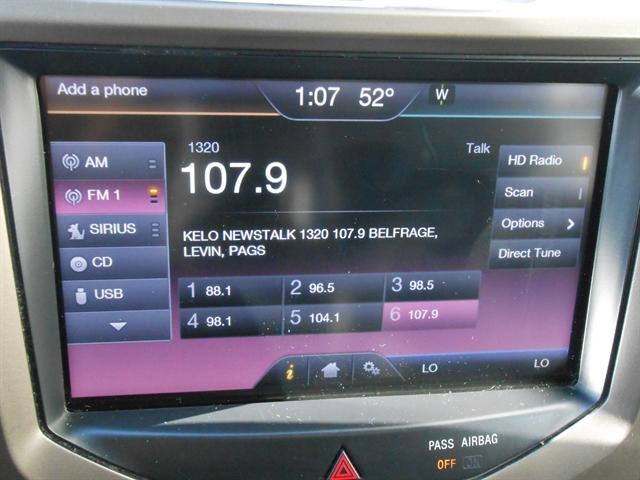 Add a phone
1:07 52° W
AM
FM 1
SIRIUS
CD
USB
1320
107.9
Talk
KELO NEWSTALK 1320 107.9 BELFRAGE,
LEVIN, PAGS
HD Radio
Scan
Options
Direct Tune
1 88.1 2 96.5 3 98.5
4 98.1 5 104.1 6 107.9
i
LO LO
PASS AIRBAG
OFF ON